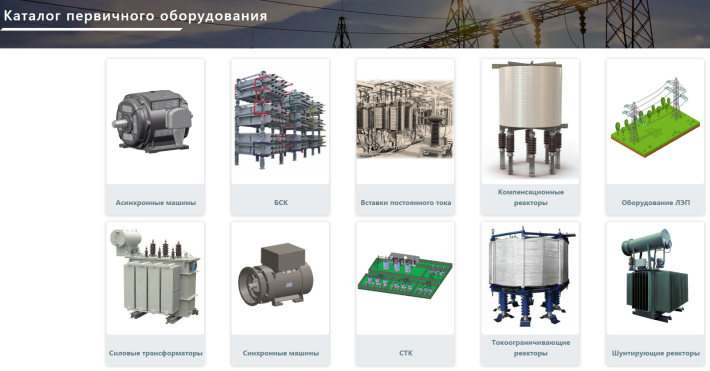 Каталог первичного оборудования
Асинхронные машины
БСК
Вставки постоянного тока
Компенсационные
реакторы
Оборудование ЛЭП
Силовые трансформаторы
Синхронные машины
СТК
Токоограничивающие
реакторы
Шунтирующие реакторы